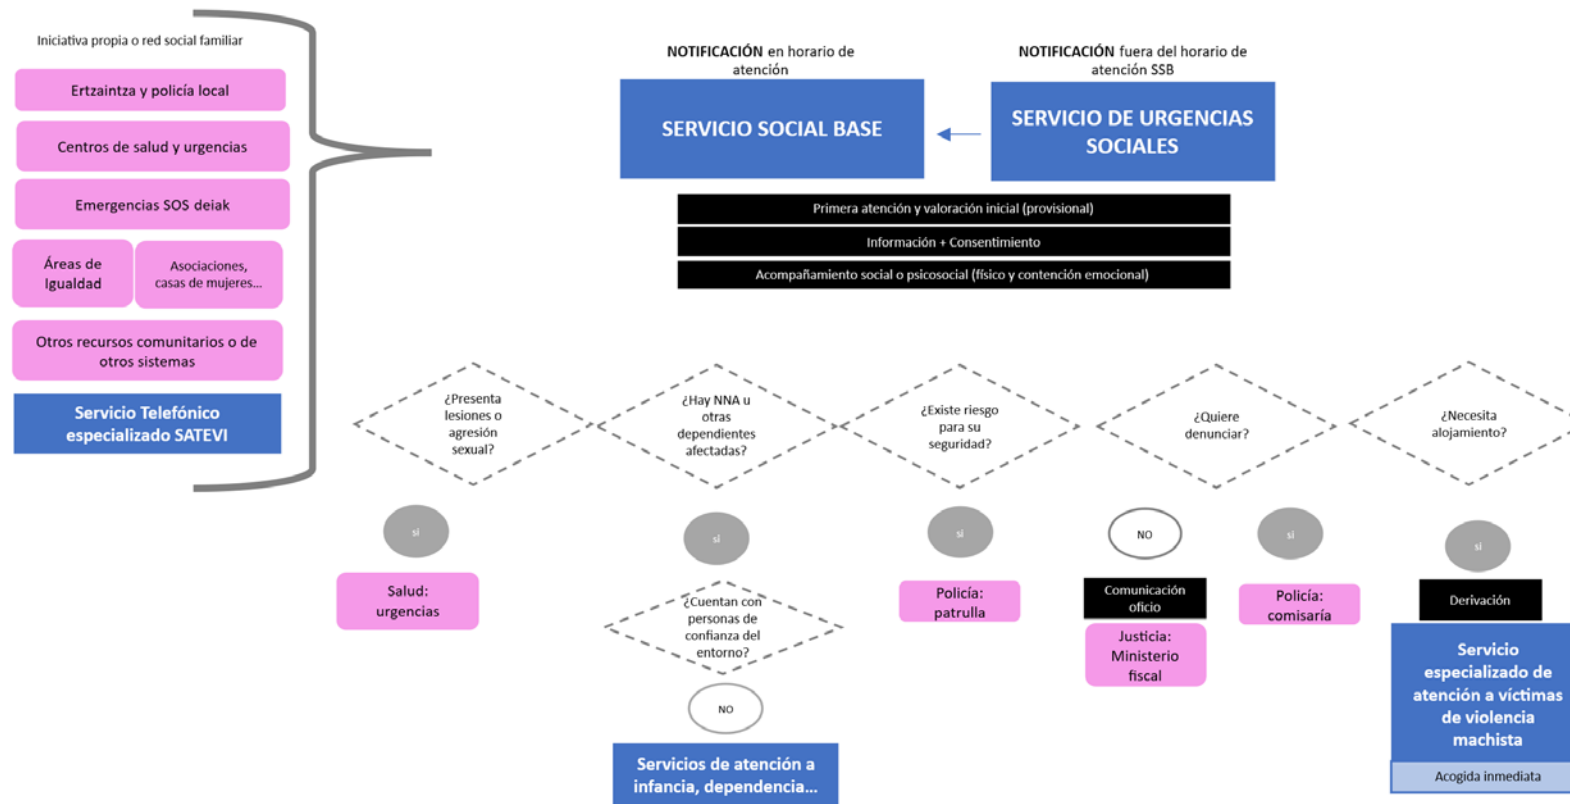 Iniciativa propia o red social familiar
Ertzaintza y policía local
Centros de salud y urgencias
Emergencias SOS deiak
Áreas de
Igualdad
Asociaciones,
casas de mujeres...
Otros recursos comunitarios o de
otros sistemas
Servicio Telefónico
especializado SATEVI
NOTIFICACIÓN en horario de
atención
SERVICIO SOCIAL BASE
NOTIFICACIÓN fuera del horario de
atención SSB
SERVICIO DE URGENCIAS
SOCIALES
Primera atención y valoración inicial (provisional)
Información + Consentimiento
Acompañamiento social o psicosocial (físico y contención emocional)
¿Presenta
lesiones o
agresión
sexual?
sí
Salud:
urgencias
¿Hay NNA u
otras
dependientes
afectadas?
sí
¿Cuentan con
personas de
confianza del
entorno?
NO
Servicios de atención a
infancia, dependencia...
¿Existe riesgo
para su
seguridad?
sí
Policía:
patrulla
¿Quiere
denunciar?
NO
Comunicación
oficio
Justicia:
Ministerio
fiscal
sí
Policía:
comisaría
¿Necesita
alojamiento?
sí
Derivación
Servicio
especializado de
atención a víctimas
de violencia
machista
Acogida inmediata